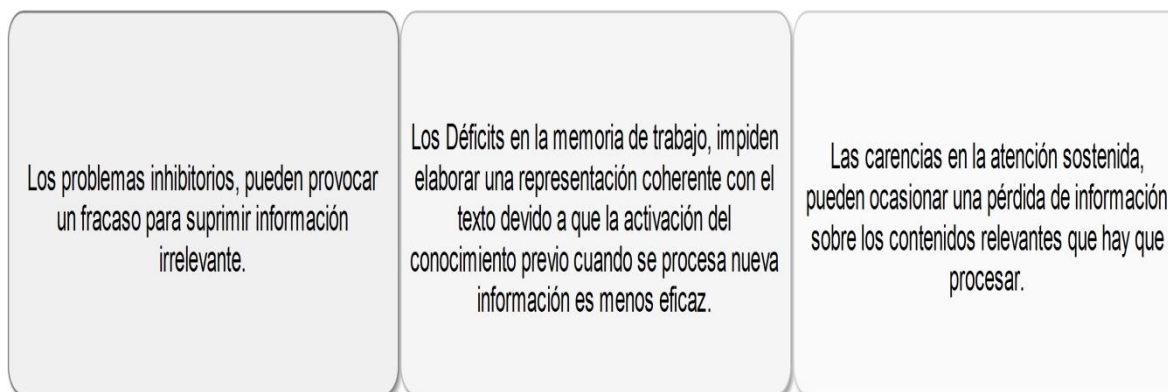 Los problemas inhibitorios, pueden provocar
un fracaso para suprimir información
irrelevante.
Los Déficits en la memoria de trabajo, impiden
elaborar una representación coherente con el
texto devido a que la activación del
conocimiento previo cuando se procesa nueva
información es menos eficaz.
Las carencias en la atención sostenida,
pueden ocasionar una pérdida de información
sobre los contenidos relevantes que hay que
procesar.